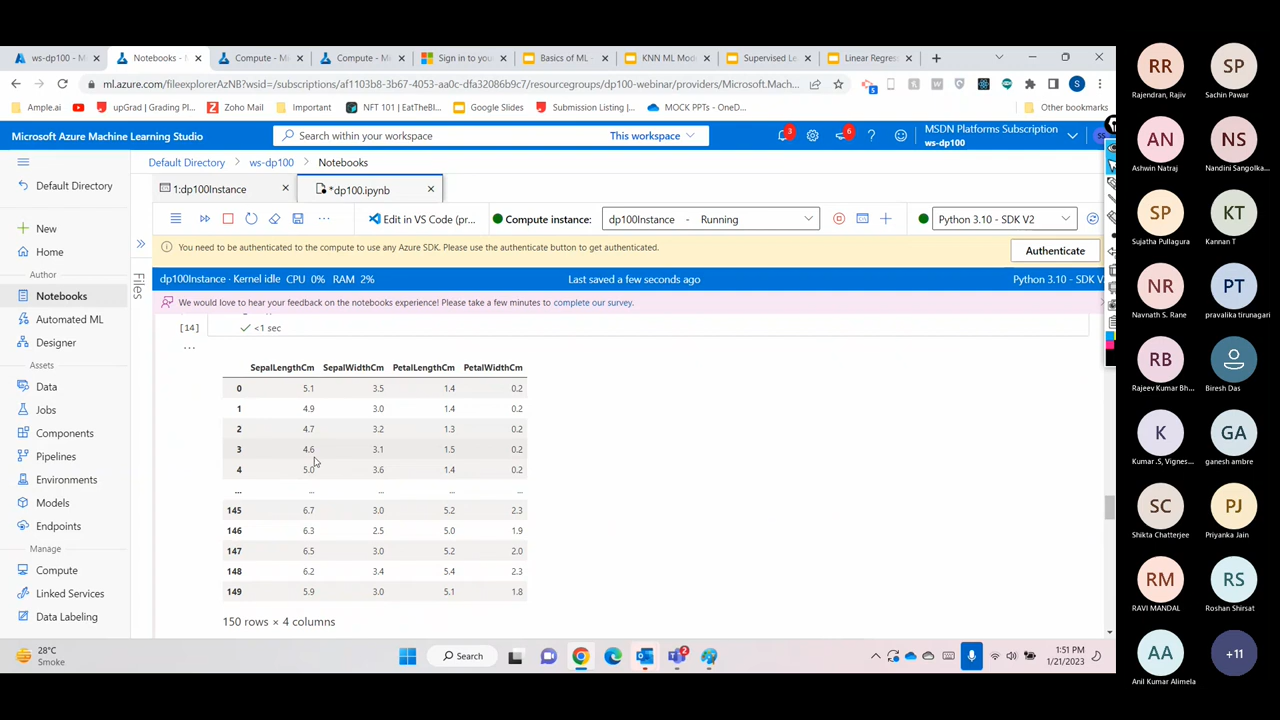 ws-dp100 - M
Notebooks - M
Compute - M
Compute - M
Sign in to y
Basics of ML -
KNN ML Mod
Supervised Le
Linear Regres
ml.azure.com/fileexplorerAzNB?wsid=/subscriptions/af1103b8-3b67-4053-aa0c-df32086b9c7/resourcegroups/dp100-webinar/providers/Microsoft.Mach...
Ample.ai
upGrad | Grading Pl...
Zoho Mail
Important
NFT 101 | EatTheBl...
Google Slides
Submission Listing |...
MOCK PPTs - OneD...
Other bookmarks
Microsoft Azure Machine Learning Studio
Search within your workspace
This workspace
3
6
MSDN Platforms Subscription
ws-dp100
Default Directory
ws-dp100
Notebooks
Default Directory
1:dp100Instance
*dp100.ipynb
New
Home
Author
Notebooks
Automated ML
Designer
Assets
Data
Jobs
Components
Pipelines
Environments
Models
Endpoints
Manage
Compute
Linked Services
Data Labeling
Files
Edit in VS Code (pr...
Compute instance:
dp100Instance - Running
Python 3.10 - SDK V2
You need to be authenticated to the compute to use any Azure SDK. Please use the authenticate button to get authenticated.
Authenticate
dp100Instance · Kernel idle CPU 0% RAM 2%
Last saved a few seconds ago
Python 3.10 - SDK V
We would love to hear your feedback on the notebooks experience! Please take a few minutes to complete our survey.
[14]
<1 sec
...
SepalLengthCm SepalWidthCm PetalLengthCm PetalWidthCm
0 5.1 3.5 1.4 0.2
1 4.9 3.0 1.4 0.2
2 4.7 3.2 1.3 0.2
3 4.6 3.1 1.5 0.2
4 5.0 3.6 1.4 0.2
... ... ... ... ...
145 6.7 3.0 5.2 2.3
146 6.3 2.5 5.0 1.9
147 6.5 3.0 5.2 2.0
148 6.2 3.4 5.4 2.3
149 5.9 3.0 5.1 1.8
150 rows × 4 columns
28°C
Smoke
Search
2
1:51 PM
1/21/2023
RR
Rajendran, Rajiv
SP
Sachin Pawar
AN
Ashwin Natraj
NS
Nandini Sangolka...
SP
Sujatha Pullagura
KT
Kannan T
NR
Navnath S. Rane
PT
pravalika tirunagari
RB
Rajeev Kumar Bh...
Biresh Das
K
Kumar .S, Vignes...
GA
ganesh ambre
SC
Shikta Chatterjee
PJ
Priyanka Jain
RM
RAVI MANDAL
RS
Roshan Shirsat
AA
Anil Kumar Alimela
+11